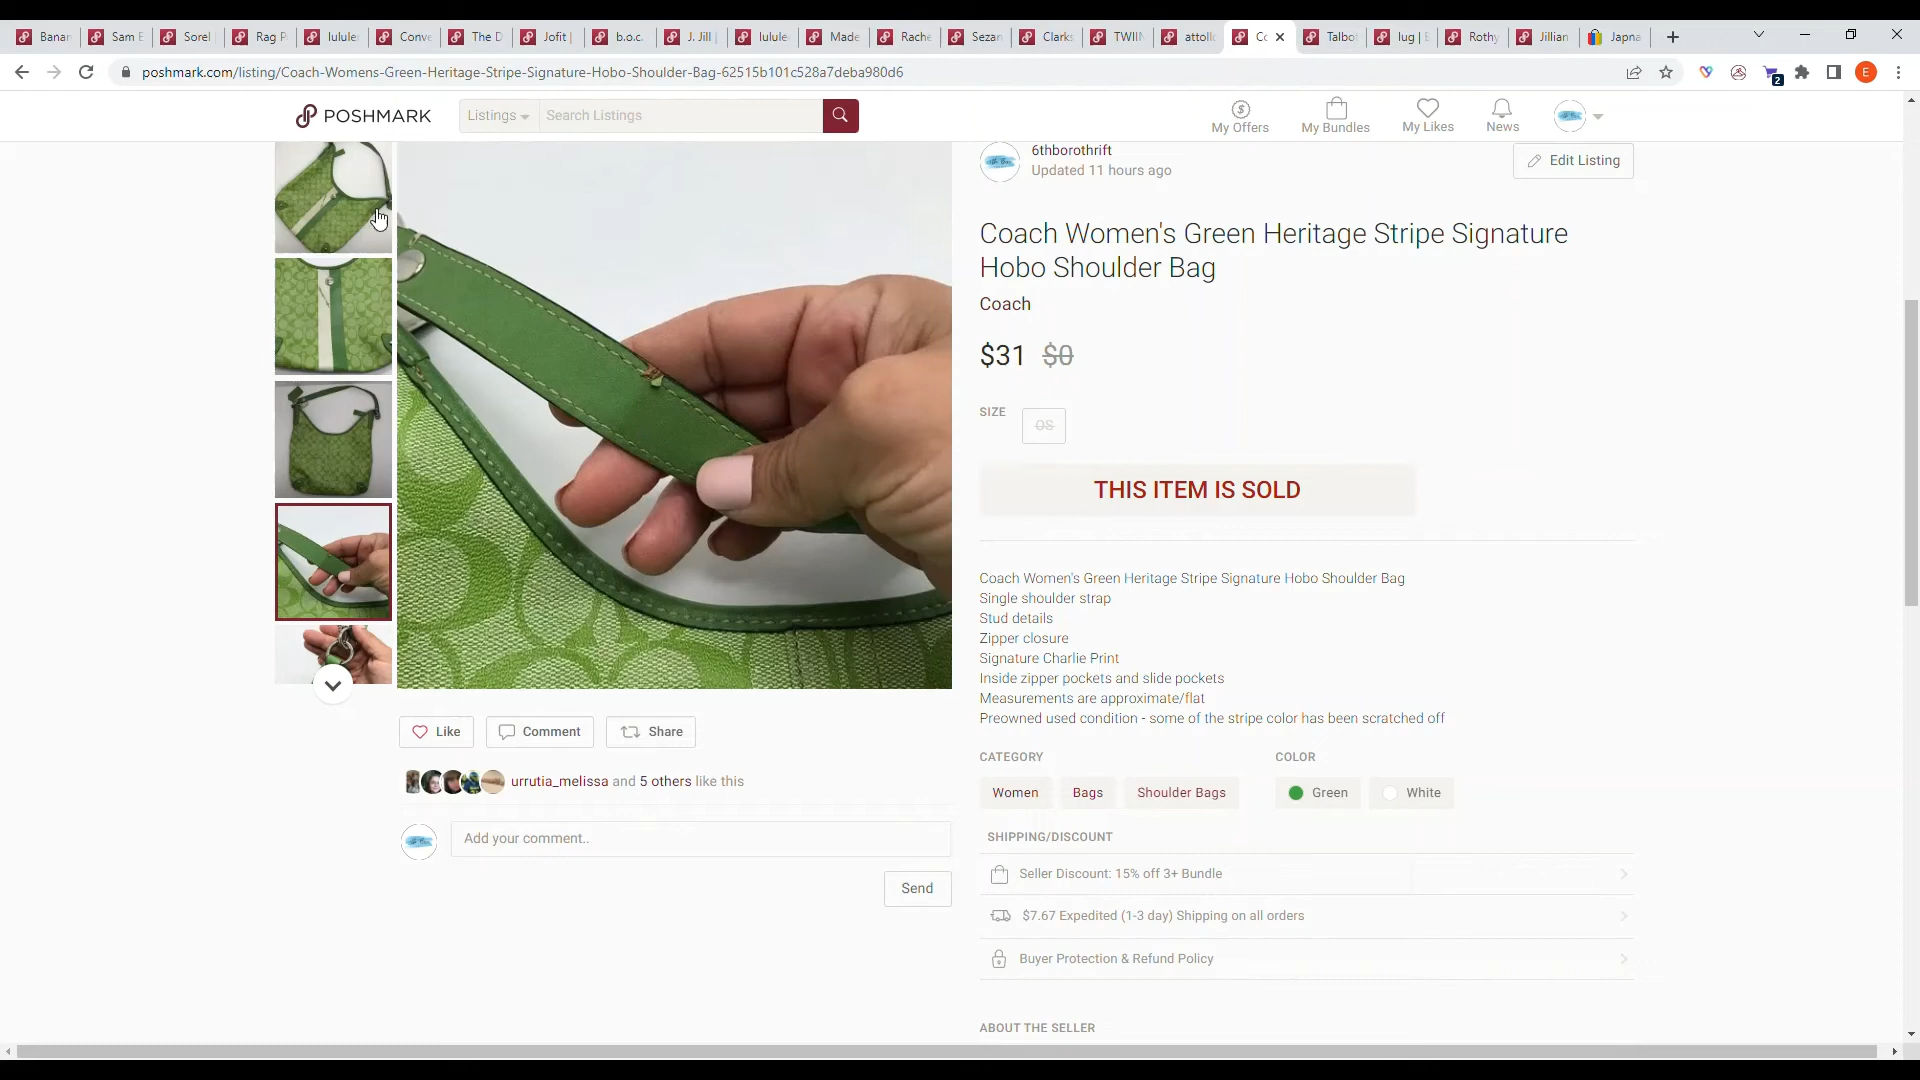 Banan
Sam E
Sorel
Rag P
lulule
Conve
The D
Jofit |
b.o.c.
J. Jill
lulule
Made
Rache
Sezan
Clarks
TWIIN
attollo
Co
Talbo
lug | E
Rothy
Jillian
Japna
poshmark.com/listing/Coach-Womens-Green-Heritage-Stripe-Signature-Hobo-Shoulder-Bag-62515b101c528a7deba980d6
2
E
POSHMARK
Listings
Search Listings
My Offers
My Bundles
My Likes
News
6thborothrift
Updated 11 hours ago
Edit Listing
Coach Women's Green Heritage Stripe Signature
Hobo Shoulder Bag
Coach
$31 $0
SIZE
OS
THIS ITEM IS SOLD
Coach Women's Green Heritage Stripe Signature Hobo Shoulder Bag
Single shoulder strap
Stud details
Zipper closure
Signature Charlie Print
Inside zipper pockets and slide pockets
Measurements are approximate/flat
Preowned used condition - some of the stripe color has been scratched off
Like
Comment
Share
urrutia_melissa and 5 others like this
Add your comment..
Send
CATEGORY
Women
Bags
Shoulder Bags
COLOR
Green
White
SHIPPING/DISCOUNT
Seller Discount: 15% off 3+ Bundle
$7.67 Expedited (1-3 day) Shipping on all orders
Buyer Protection & Refund Policy
ABOUT THE SELLER